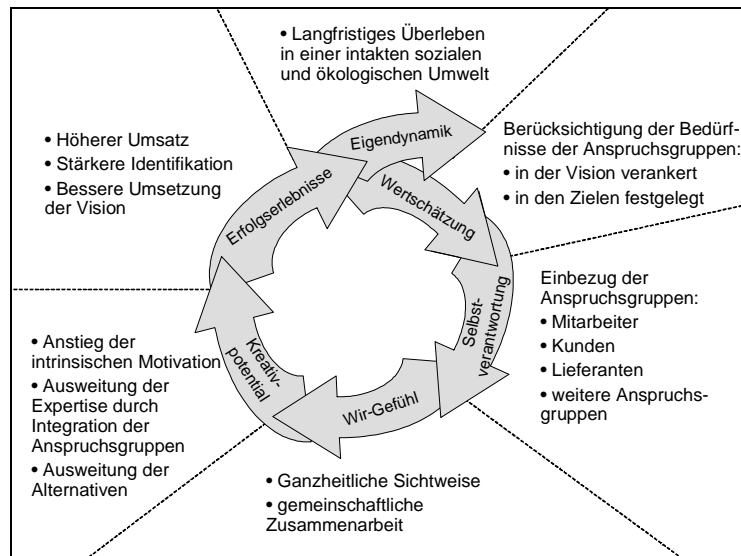 • Langfristiges Überleben
in einer intakten sozialen
und ökologischen Umwelt
Eigendynamik
Berücksichtigung der Bedürf-
nisse der Anspruchsgruppen:
• in der Vision verankert
• in den Zielen festgelegt
Wertschätzung
Einbezug der
Anspruchsgruppen:
• Mitarbeiter
• Kunden
• Lieferanten
• weitere Anspruchs-
gruppen
Selbst-
verantwortung
• Ganzheitliche Sichtweise
• gemeinschaftliche
Zusammenarbeit
Wir-Gefühl
• Anstieg der
intrinsischen Motivation
• Ausweitung der
Expertise durch
Integration der
Anspruchsgruppen
• Ausweitung der
Alternativen
Kreativ-
potential
• Höherer Umsatz
• Stärkere Identifikation
• Bessere Umsetzung
der Vision
Erfolgserlebnisse